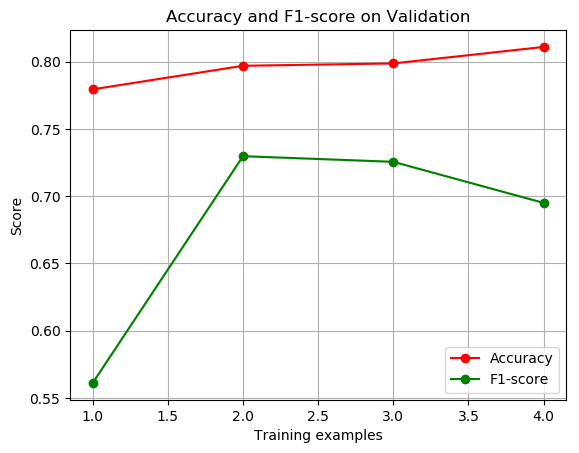 Accuracy and F1-score on Validation
Score
0.80
0.75
0.70
0.65
0.60
0.55
Accuracy
F1-score
1.0 1.5 2.0 2.5 3.0 3.5 4.0
Training examples